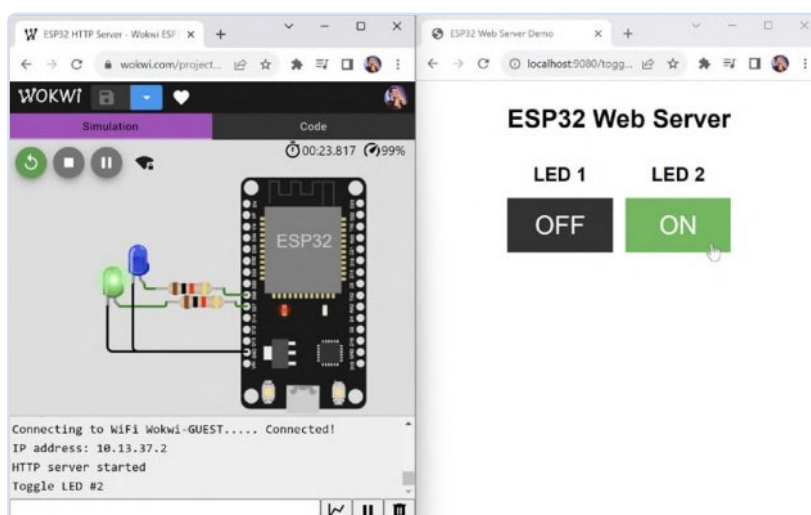 ESP32 HTTP Server - Wokwi ESP
wokwi.com/project...
WOKWI
Simulation
Code
00:23.817
99%
ESP32
Connecting to WiFi Wokwi-GUEST..... Connected!
IP address: 10.13.37.2
HTTP server started
Toggle LED #2
ESP32 Web Server Demo
localhost:9080/togg...
ESP32 Web Server
LED 1
LED 2
OFF
ON